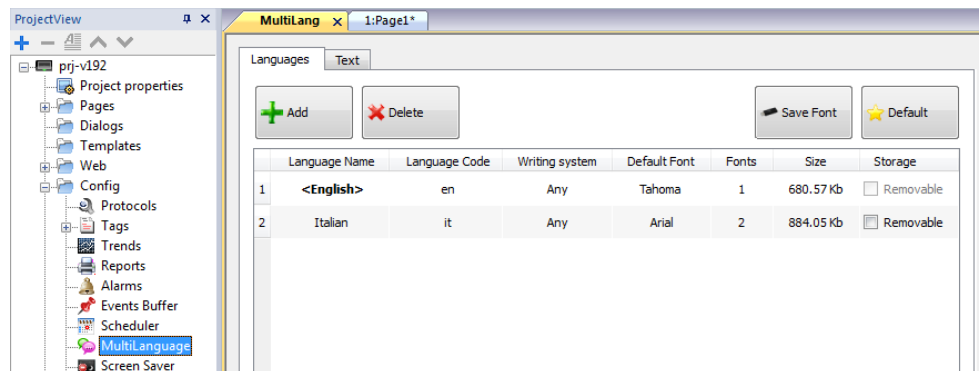 ProjectView
prj-v192
Project properties
Pages
Dialogs
Templates
Web
Config
Protocols
Tags
Trends
Reports
Alarms
Events Buffer
Scheduler
MultiLanguage
Screen Saver
MultiLang 1:Page1*
Languages Text
Add Delete Save Font Default
Language Name Language Code Writing system Default Font Fonts Size Storage
1 <English> en Any Tahoma 1 680.57 Kb Removable
2 Italian it Any Arial 2 884.05 Kb Removable